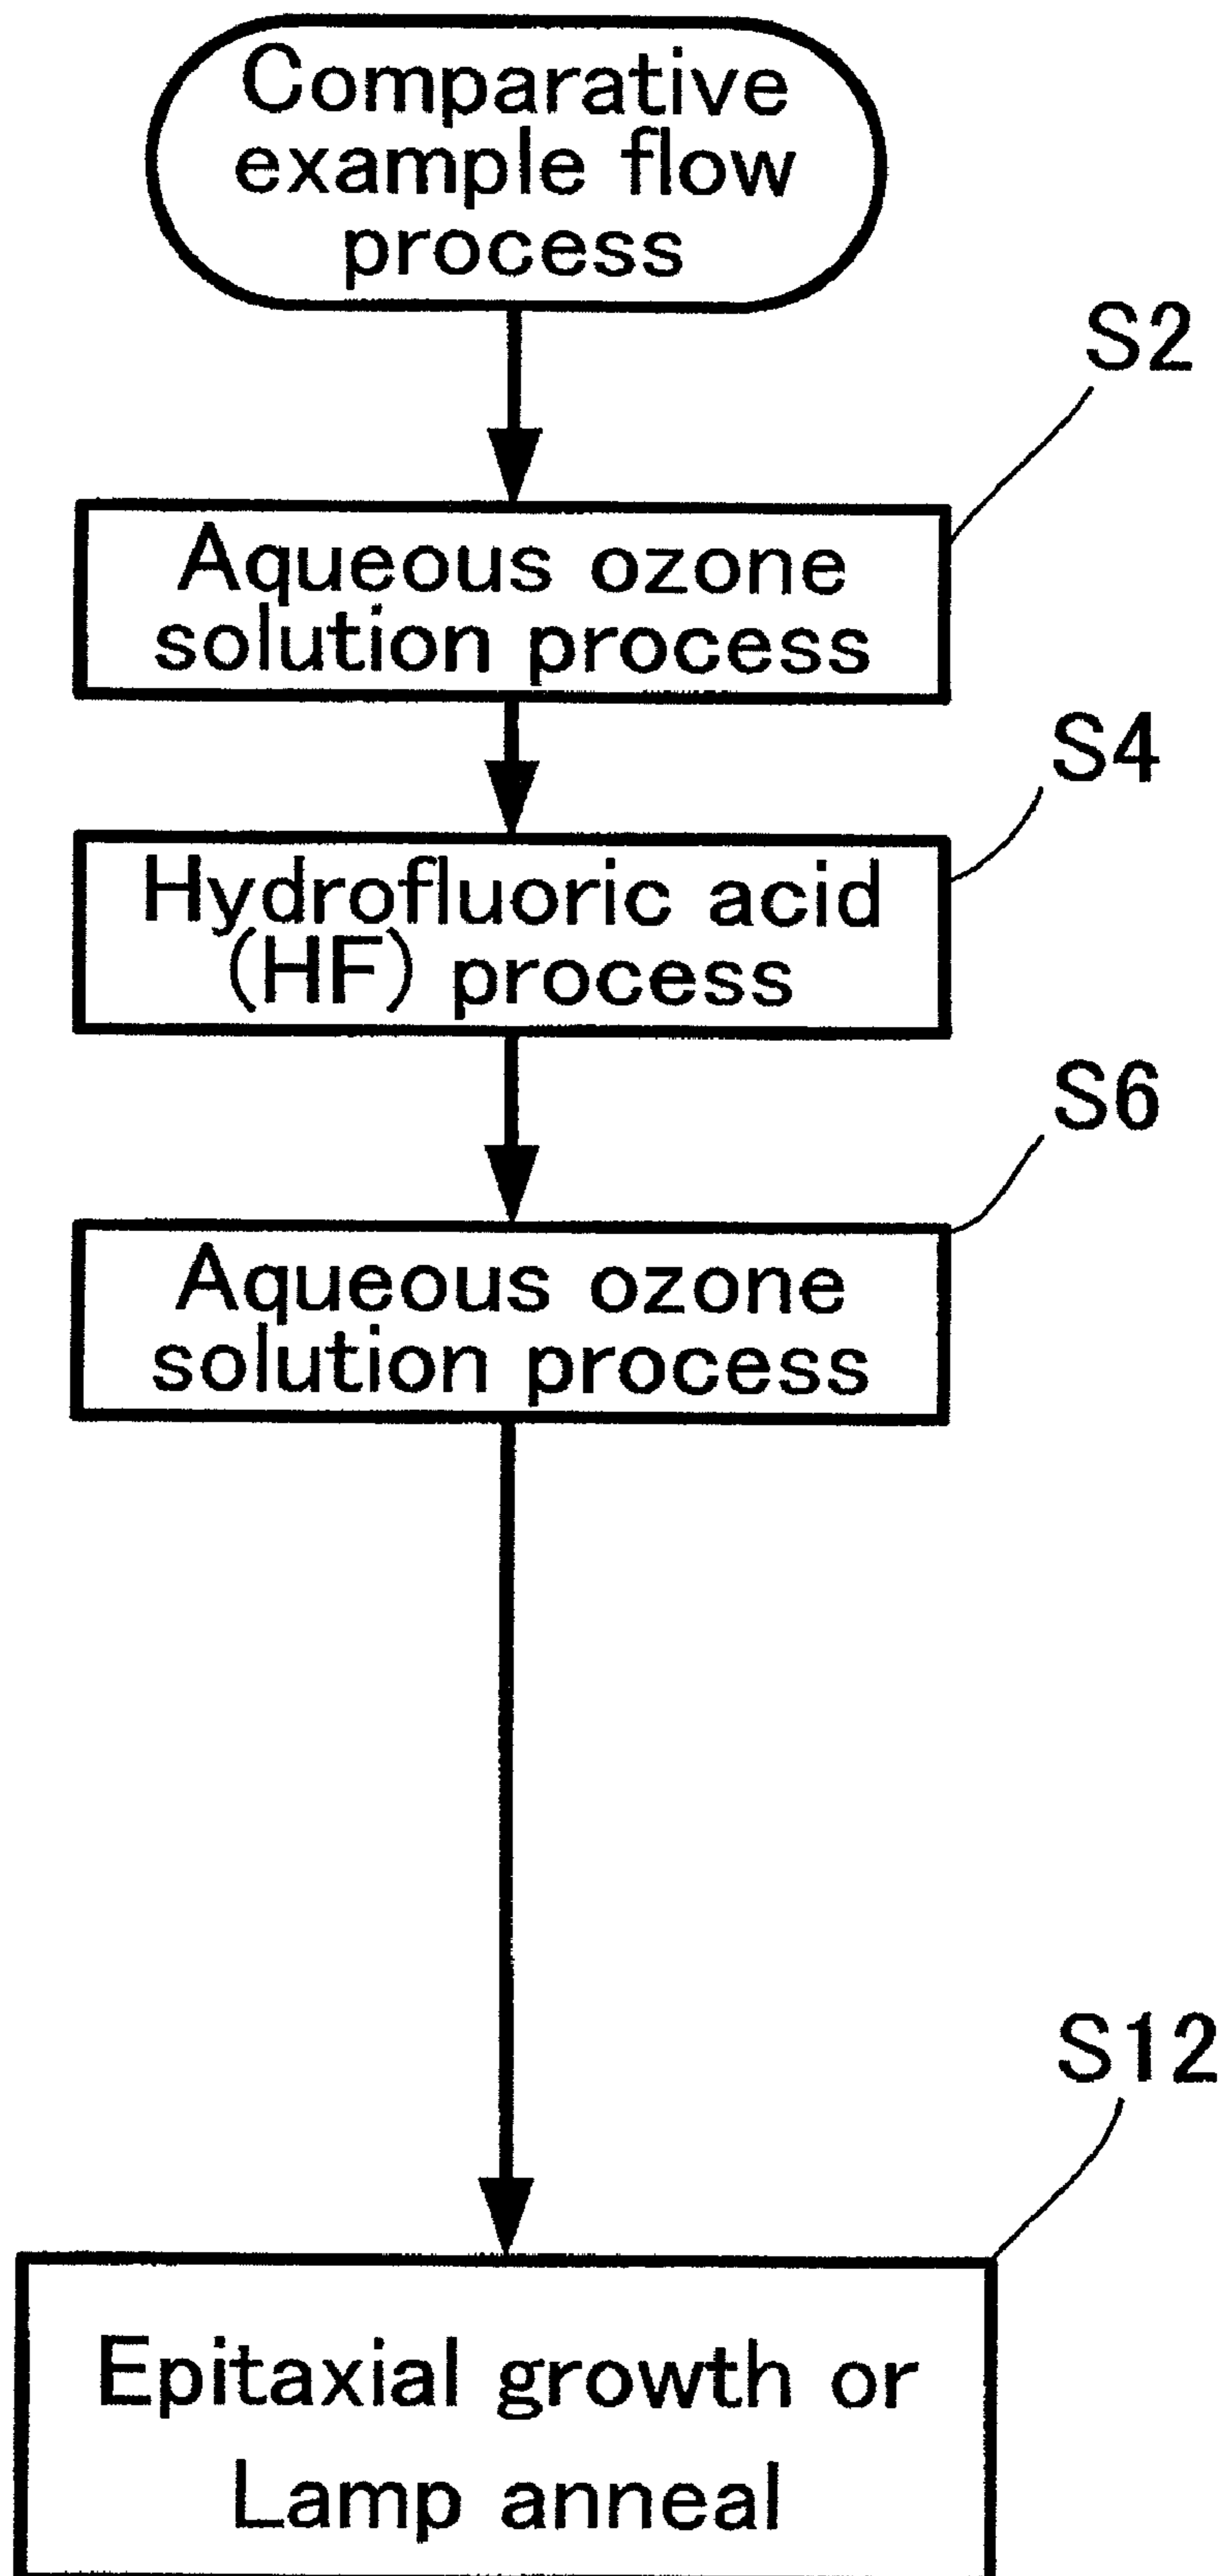 Comparative
example flow
process
S2
Aqueous ozone
solution process
S4
Hydrofluoric acid
(HF) process
S6
Aqueous ozone
solution process
S12
Epitaxial growth or
Lamp anneal